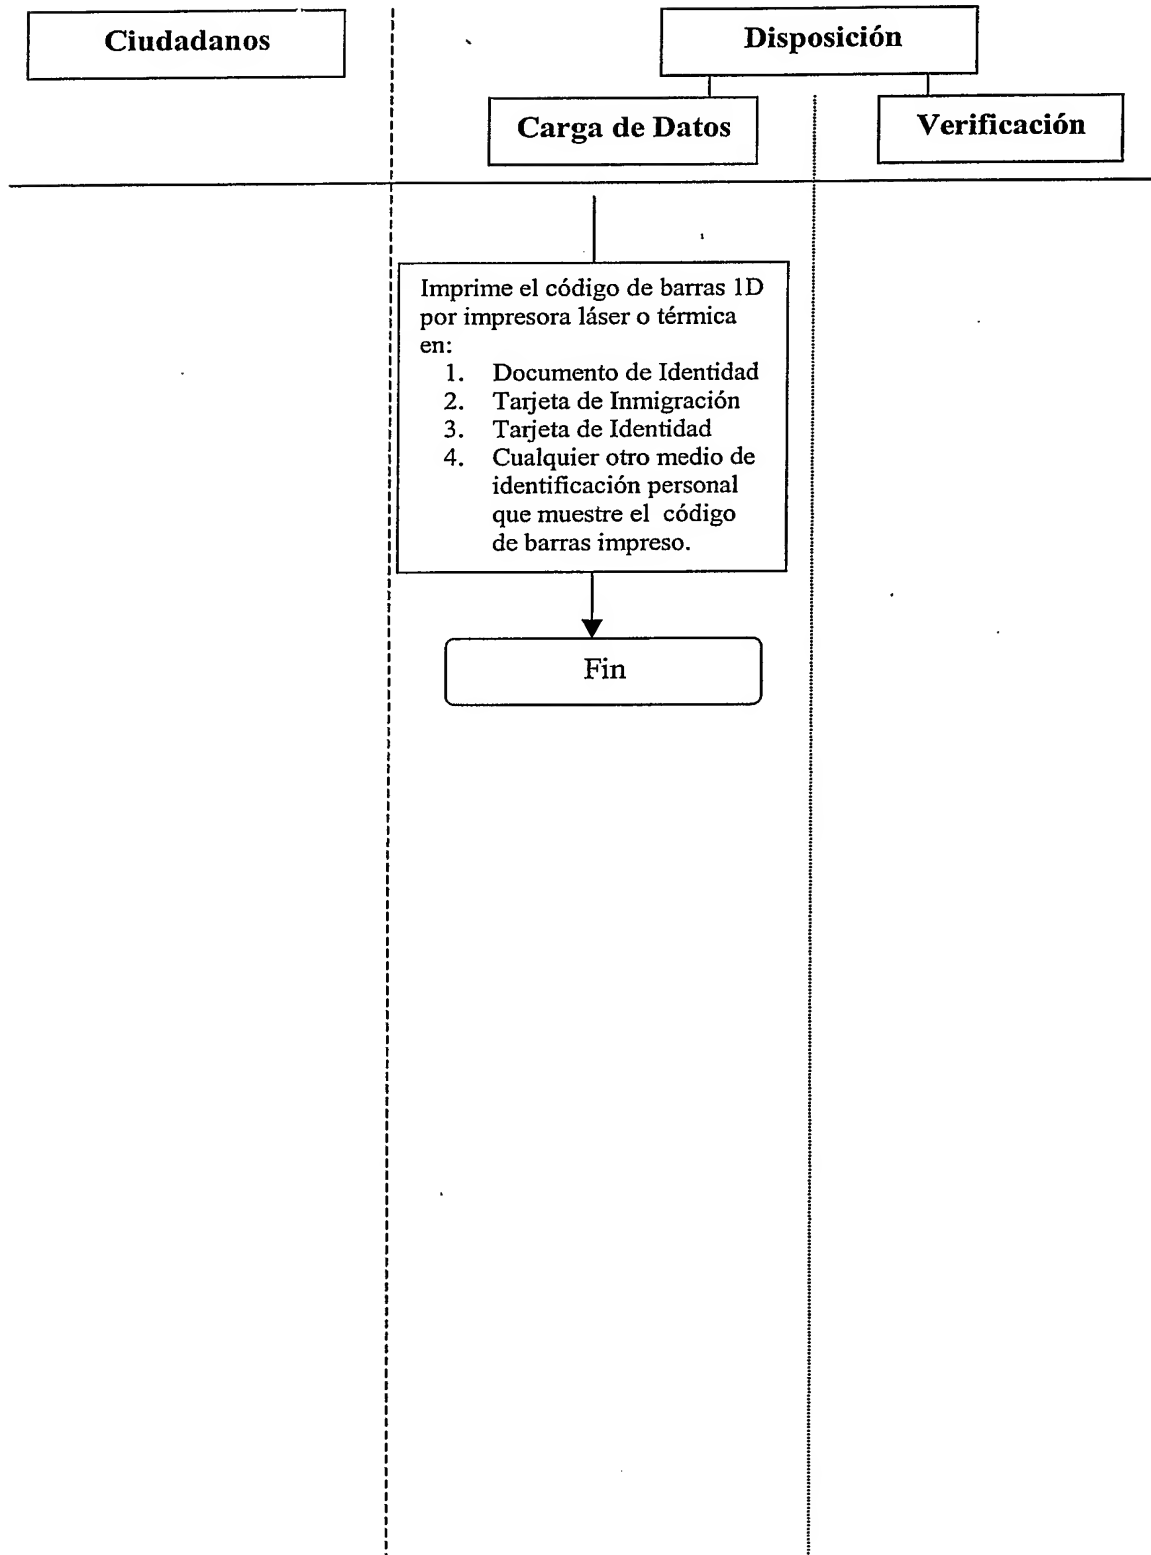 Ciudadanos
Disposición
Carga de Datos
Verificación
Imprime el código de barras 1D
por impresora láser o térmica
en:
1. Documento de Identidad
2. Tarjeta de Inmigración
3. Tarjeta de Identidad
4. Cualquier otro medio de
identificación personal
que muestre el código
de barras impreso.
Fin